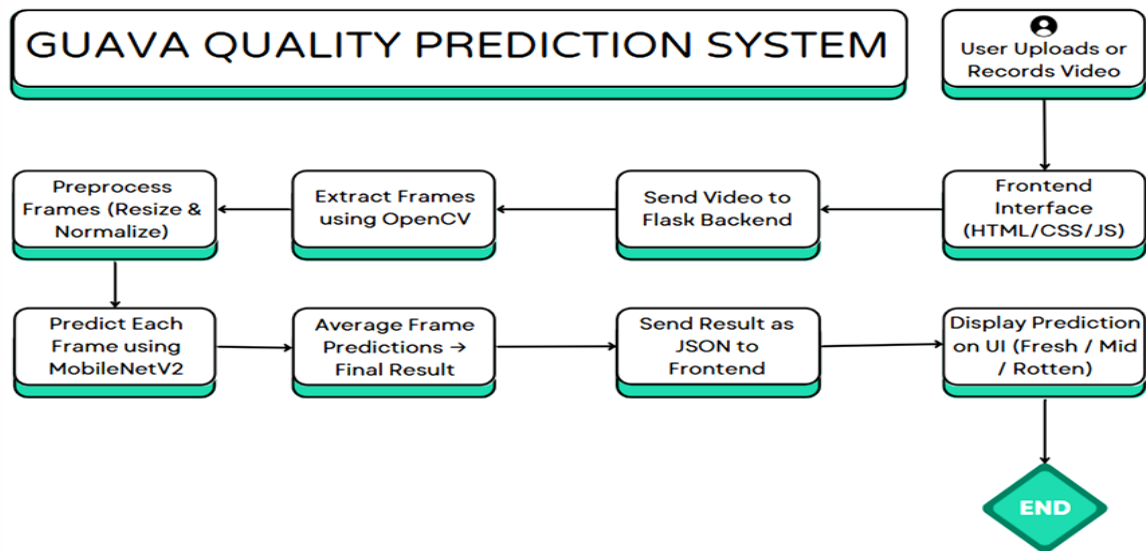 GUAVA QUALITY PREDICTION SYSTEM
User Uploads or
Records Video
Frontend
Interface
(HTML/CSS/JS)
Send Video to
Flask Backend
Extract Frames
using OpenCV
Preprocess
Frames (Resize &
Normalize)
Predict Each
Frame using
MobileNetV2
Average Frame
Predictions →
Final Result
Send Result as
JSON to
Frontend
Display Prediction
on UI (Fresh / Mid
/ Rotten)
END